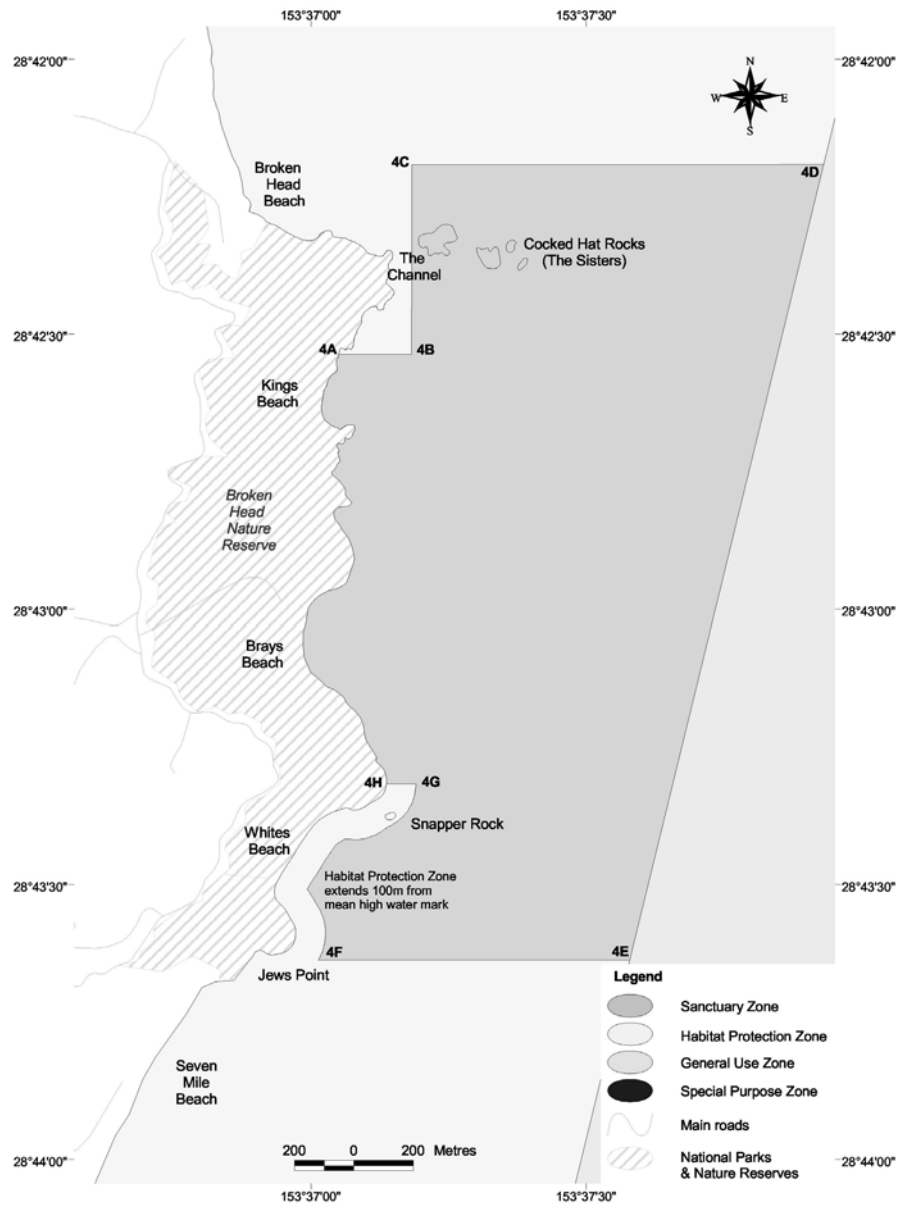 153°37'00"
153°37'30"
28°42'00"
28°42'00"
N
W
E
S
4C
4D
Broken
Head
Beach
Cocked Hat Rocks
(The Sisters)
The
Channel
28°42'30"
28°42'30"
4A
4B
Kings
Beach
Broken
Head
Nature
Reserve
28°43'00"
28°43'00"
Brays
Beach
4H
4G
Snapper Rock
Whites
Beach
Habitat Protection Zone
extends 100m from
mean high water mark
28°43'30"
28°43'30"
4F
4E
Jews Point
Legend
Sanctuary Zone
Habitat Protection Zone
General Use Zone
Special Purpose Zone
Main roads
National Parks
& Nature Reserves
Seven
Mile
Beach
200 0 200 Metres
28°44'00"
28°44'00"
153°37'00"
153°37'30"